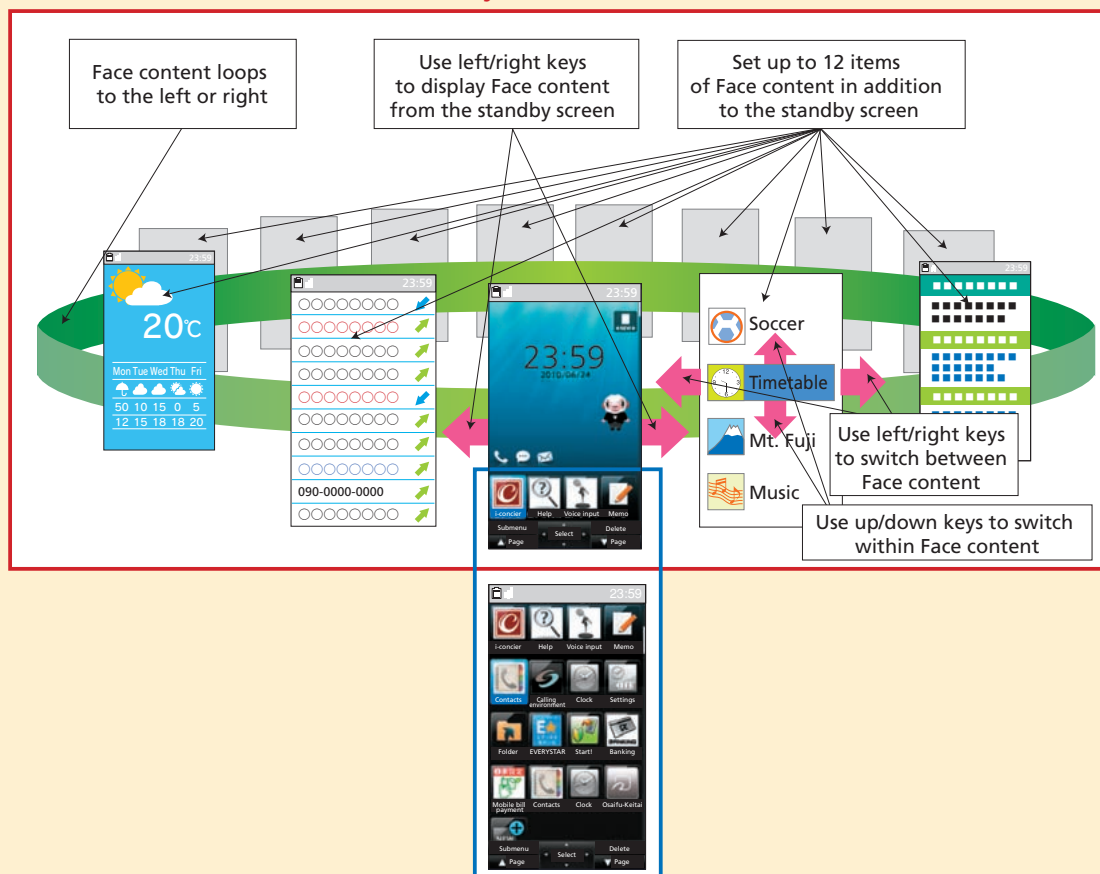 Face content loops
to the left or right
Use left/right keys
to display Face content
from the standby screen
Set up to 12 items
of Face content in addition
to the standby screen
23:59
20℃
Mon Tue Wed Thu Fri
50 10 15 0 5
12 15 18 18 20
23:59
090-0000-0000
23:59
23:59
2010/06/24
i-concier Help Voice input Memo
Submenu Select Delete
▲ Page ▼ Page
Soccer
Timetable
Mt. Fuji
Music
23:59
Use left/right keys
to switch between
Face content
Use up/down keys to switch
within Face content
23:59
i-concier Help Voice input Memo
Contacts Calling environment Clock Settings
Folder EVERYSTAR Start! Banking
Mobile bill payment Contacts Clock Osaifu-Keitai
Submenu Select Delete
▲ Page ▼ Page